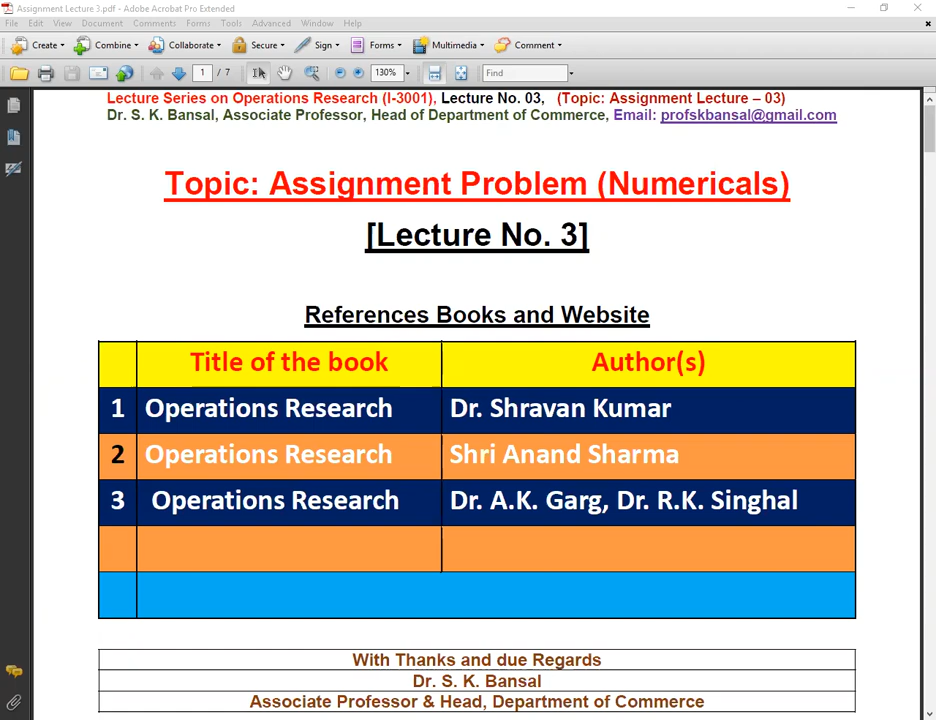 Assignment Lecture 3.pdf - Adobe Acrobat Pro Extended
File Edit View Document Comments Forms Tools Advanced Window Help
Create Combine Collaborate Secure Sign Forms Multimedia Comment
1 / 7 130% Find
Lecture Series on Operations Research (I-3001), Lecture No. 03, (Topic: Assignment Lecture – 03)
Dr. S. K. Bansal, Associate Professor, Head of Department of Commerce, Email: profskbansal@gmail.com
Topic: Assignment Problem (Numericals)
[Lecture No. 3]
References Books and Website
Title of the book Author(s)
1 Operations Research Dr. Shravan Kumar
2 Operations Research Shri Anand Sharma
3 Operations Research Dr. A.K. Garg, Dr. R.K. Singhal
With Thanks and due Regards
Dr. S. K. Bansal
Associate Professor & Head, Department of Commerce